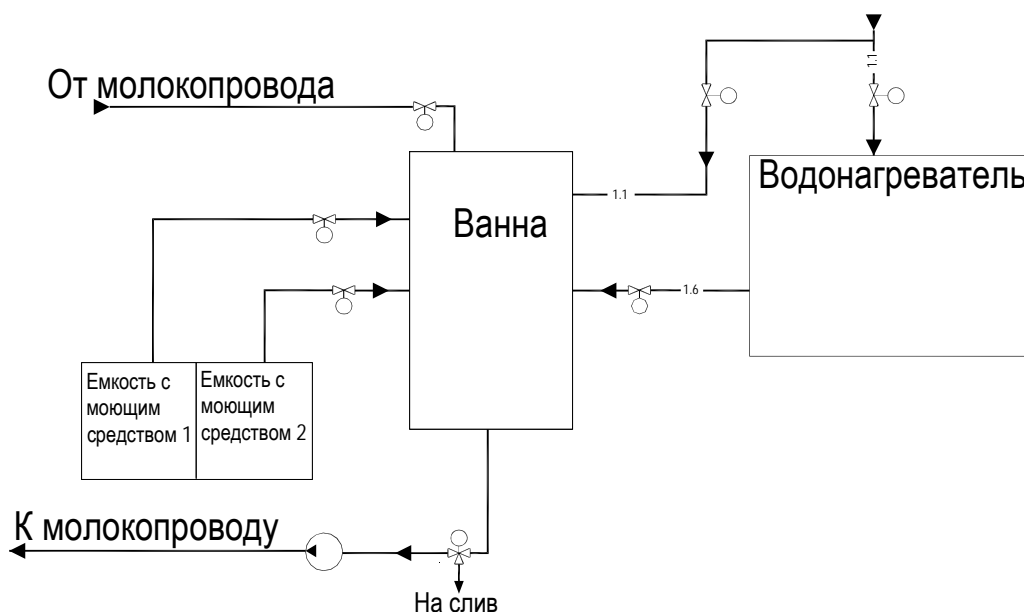 От молокопровода
1.1
Водонагреватель
1.1
Ванна
1.6
Емкость с
моющим
средством 1
Емкость с
моющим
средством 2
К молокопроводу
На слив